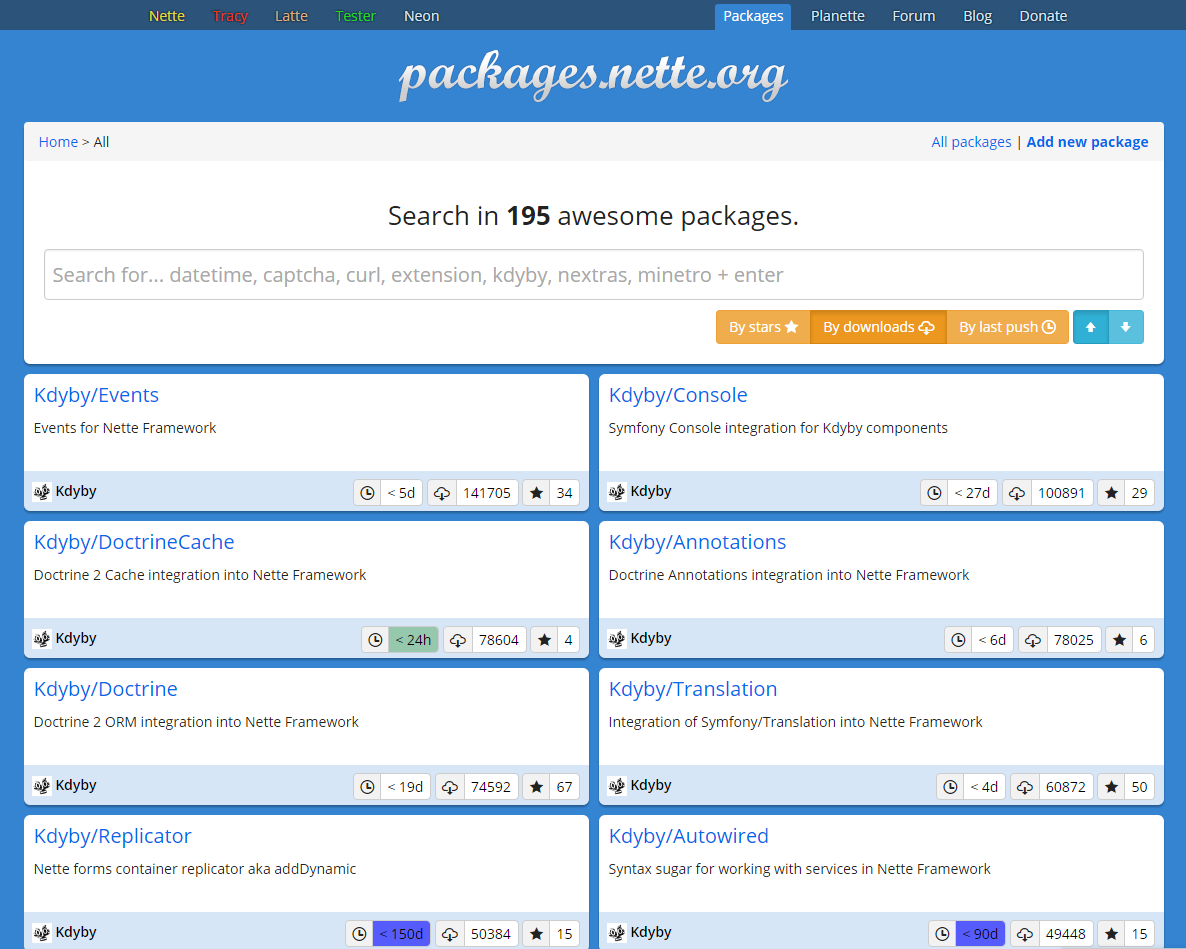 Nette Tracy Latte Tester Neon Packages Planette Forum Blog Donate
packages.nette.org
Home > All All packages | Add new package
Search in 195 awesome packages.
Search for... datetime, captcha, curl, extension, kdyby, nextras, minetro + enter
By stars By downloads By last push
Kdyby/Events
Events for Nette Framework
Kdyby < 5d 141705 34
Kdyby/Console
Symfony Console integration for Kdyby components
Kdyby < 27d 100891 29
Kdyby/DoctrineCache
Doctrine 2 Cache integration into Nette Framework
Kdyby < 24h 78604 4
Kdyby/Annotations
Doctrine Annotations integration into Nette Framework
Kdyby < 6d 78025 6
Kdyby/Doctrine
Doctrine 2 ORM integration into Nette Framework
Kdyby < 19d 74592 67
Kdyby/Translation
Integration of Symfony/Translation into Nette Framework
Kdyby < 4d 60872 50
Kdyby/Replicator
Nette forms container replicator aka addDynamic
Kdyby < 150d 50384 15
Kdyby/Autowired
Syntax sugar for working with services in Nette Framework
Kdyby < 90d 49448 15